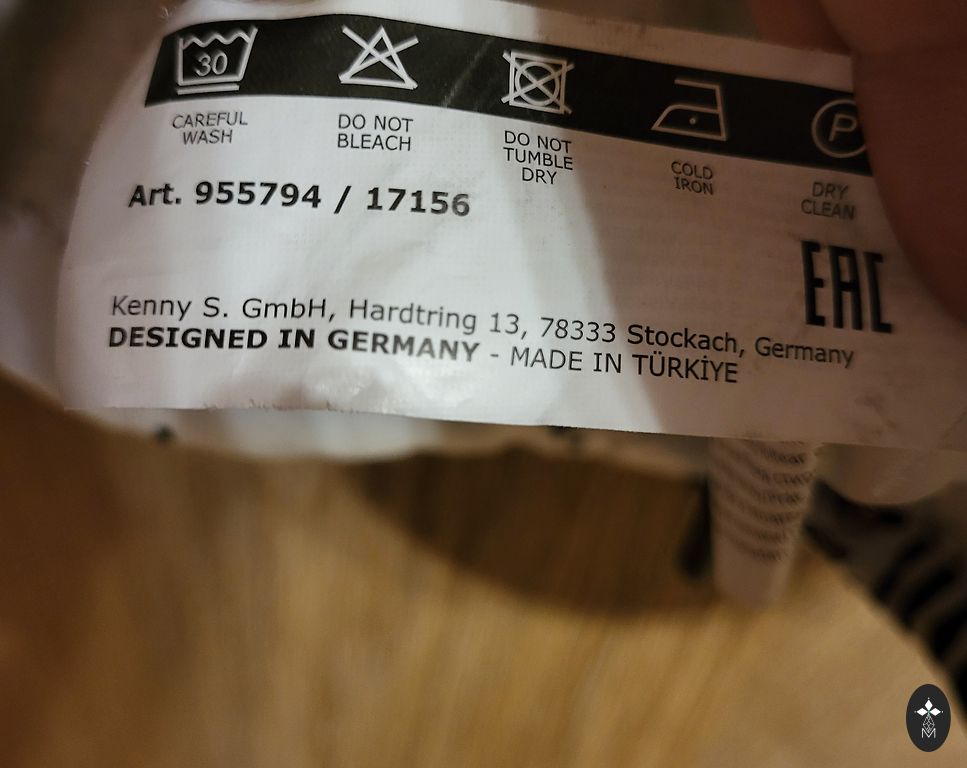 30
P
CAREFUL
WASH
DO NOT
BLEACH
DO NOT
TUMBLE
DRY
COLD
IRON
DRY
CLEAN
Art. 955794 / 17156
EAC
Kenny S. GmbH, Hardtring 13, 78333 Stockach, Germany
DESIGNED IN GERMANY - MADE IN TÜRKİYE
M